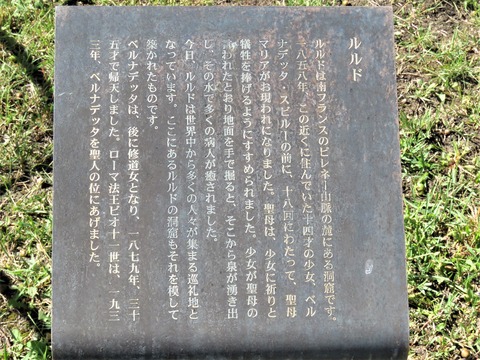 ルルド
ルルドは南フランスのピレネー山脈の麓にある洞窟です。
一八五八年、この近くに住んでいた十四才の少女、ベル
ナデッタ・スビルーの前に、十八回にわたって、聖母
マリアがお現われになりました。聖母は、少女に祈りと
犠牲を捧げるようにすすめられました。少女が聖母の
言われたとおり地面を手で掘ると、そこから泉が湧き出
し、その水で多くの病人が癒されました。
今日、ルルドは世界中から多くの人々が集まる巡礼地と
なっています。ここにあるルルドの洞窟もそれを模して
築かれたものです。
ベルナデッタは、後に修道女となり、一八七九年、三十
五才で帰天しました。ローマ法王ピオ十一世は、一九三
三年、ベルナデッタを聖人の位にあげました。